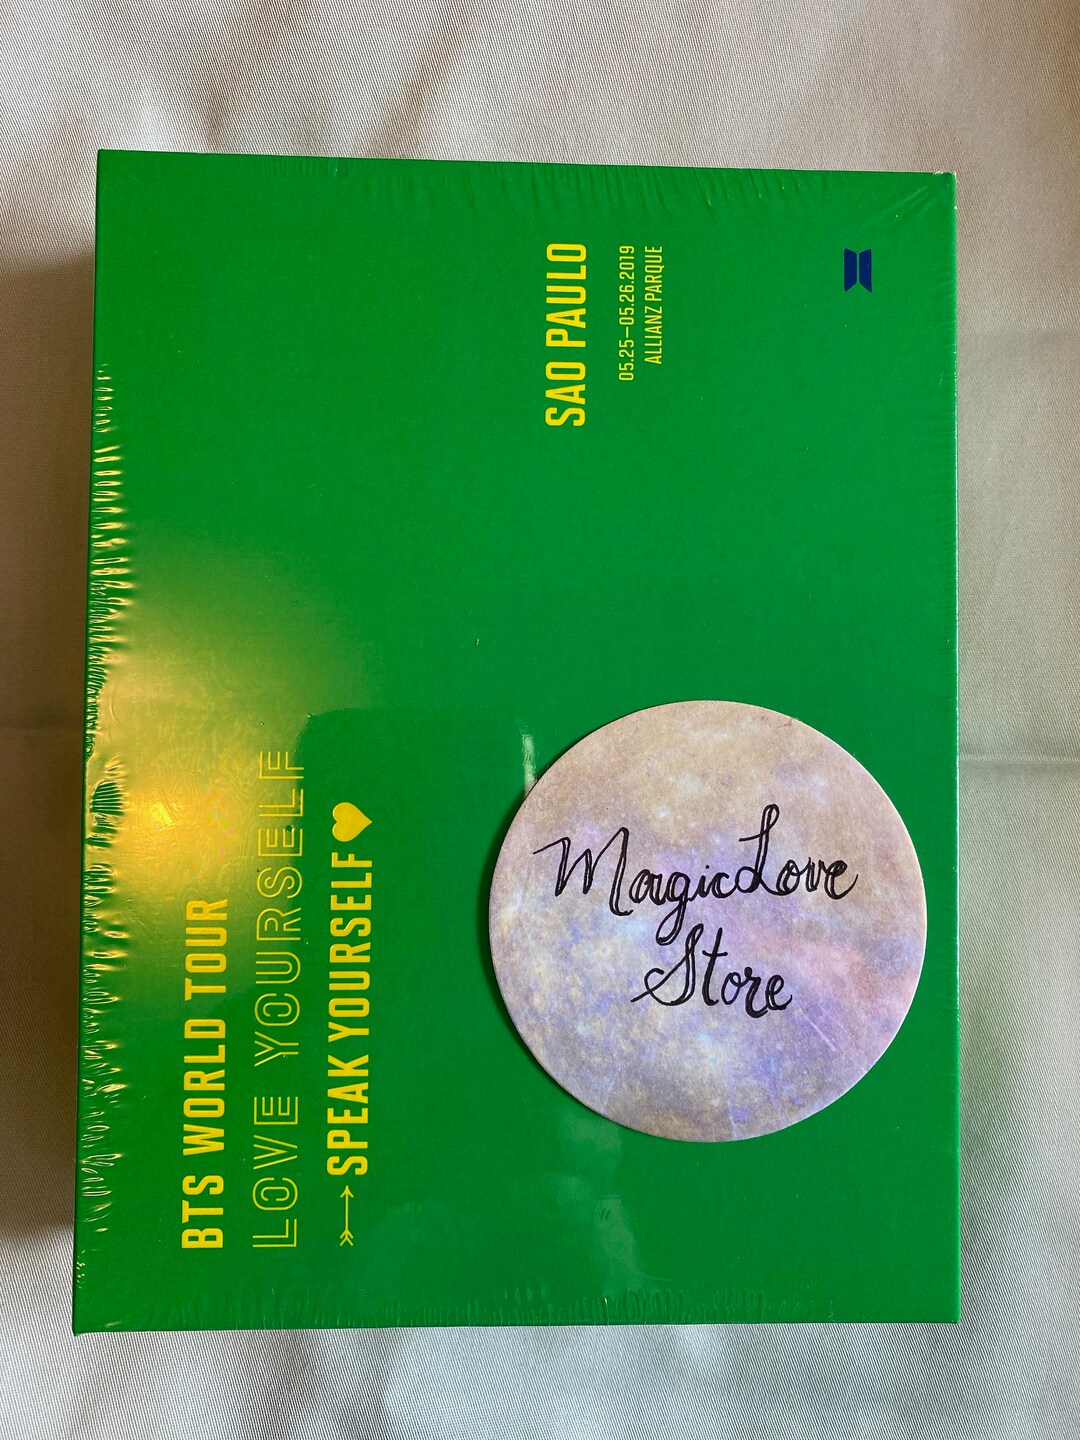 BTS WORLD TOUR
LOVE YOURSELF
SPEAK YOURSELF
SAO PAULO
05.25–05.26.2019
ALLIANZ PARQUE
MagicLove
Store